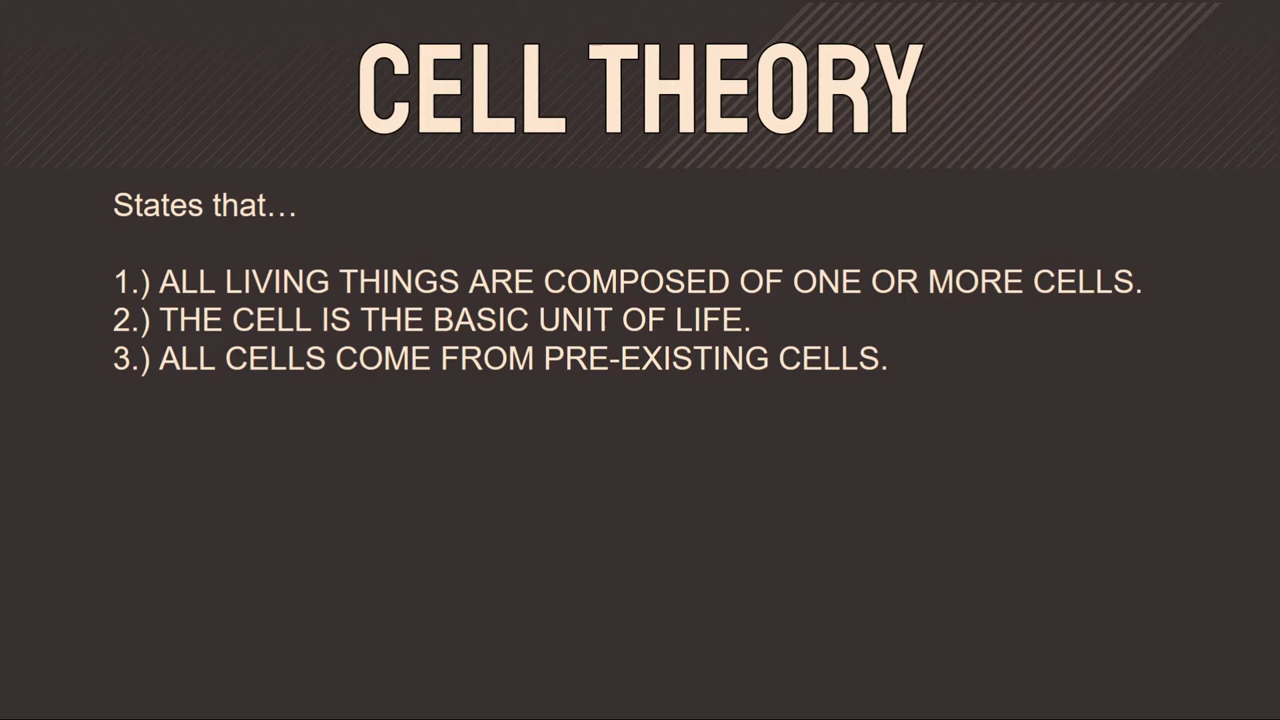 CELL THEORY
States that…
1.) ALL LIVING THINGS ARE COMPOSED OF ONE OR MORE CELLS.
2.) THE CELL IS THE BASIC UNIT OF LIFE.
3.) ALL CELLS COME FROM PRE-EXISTING CELLS.